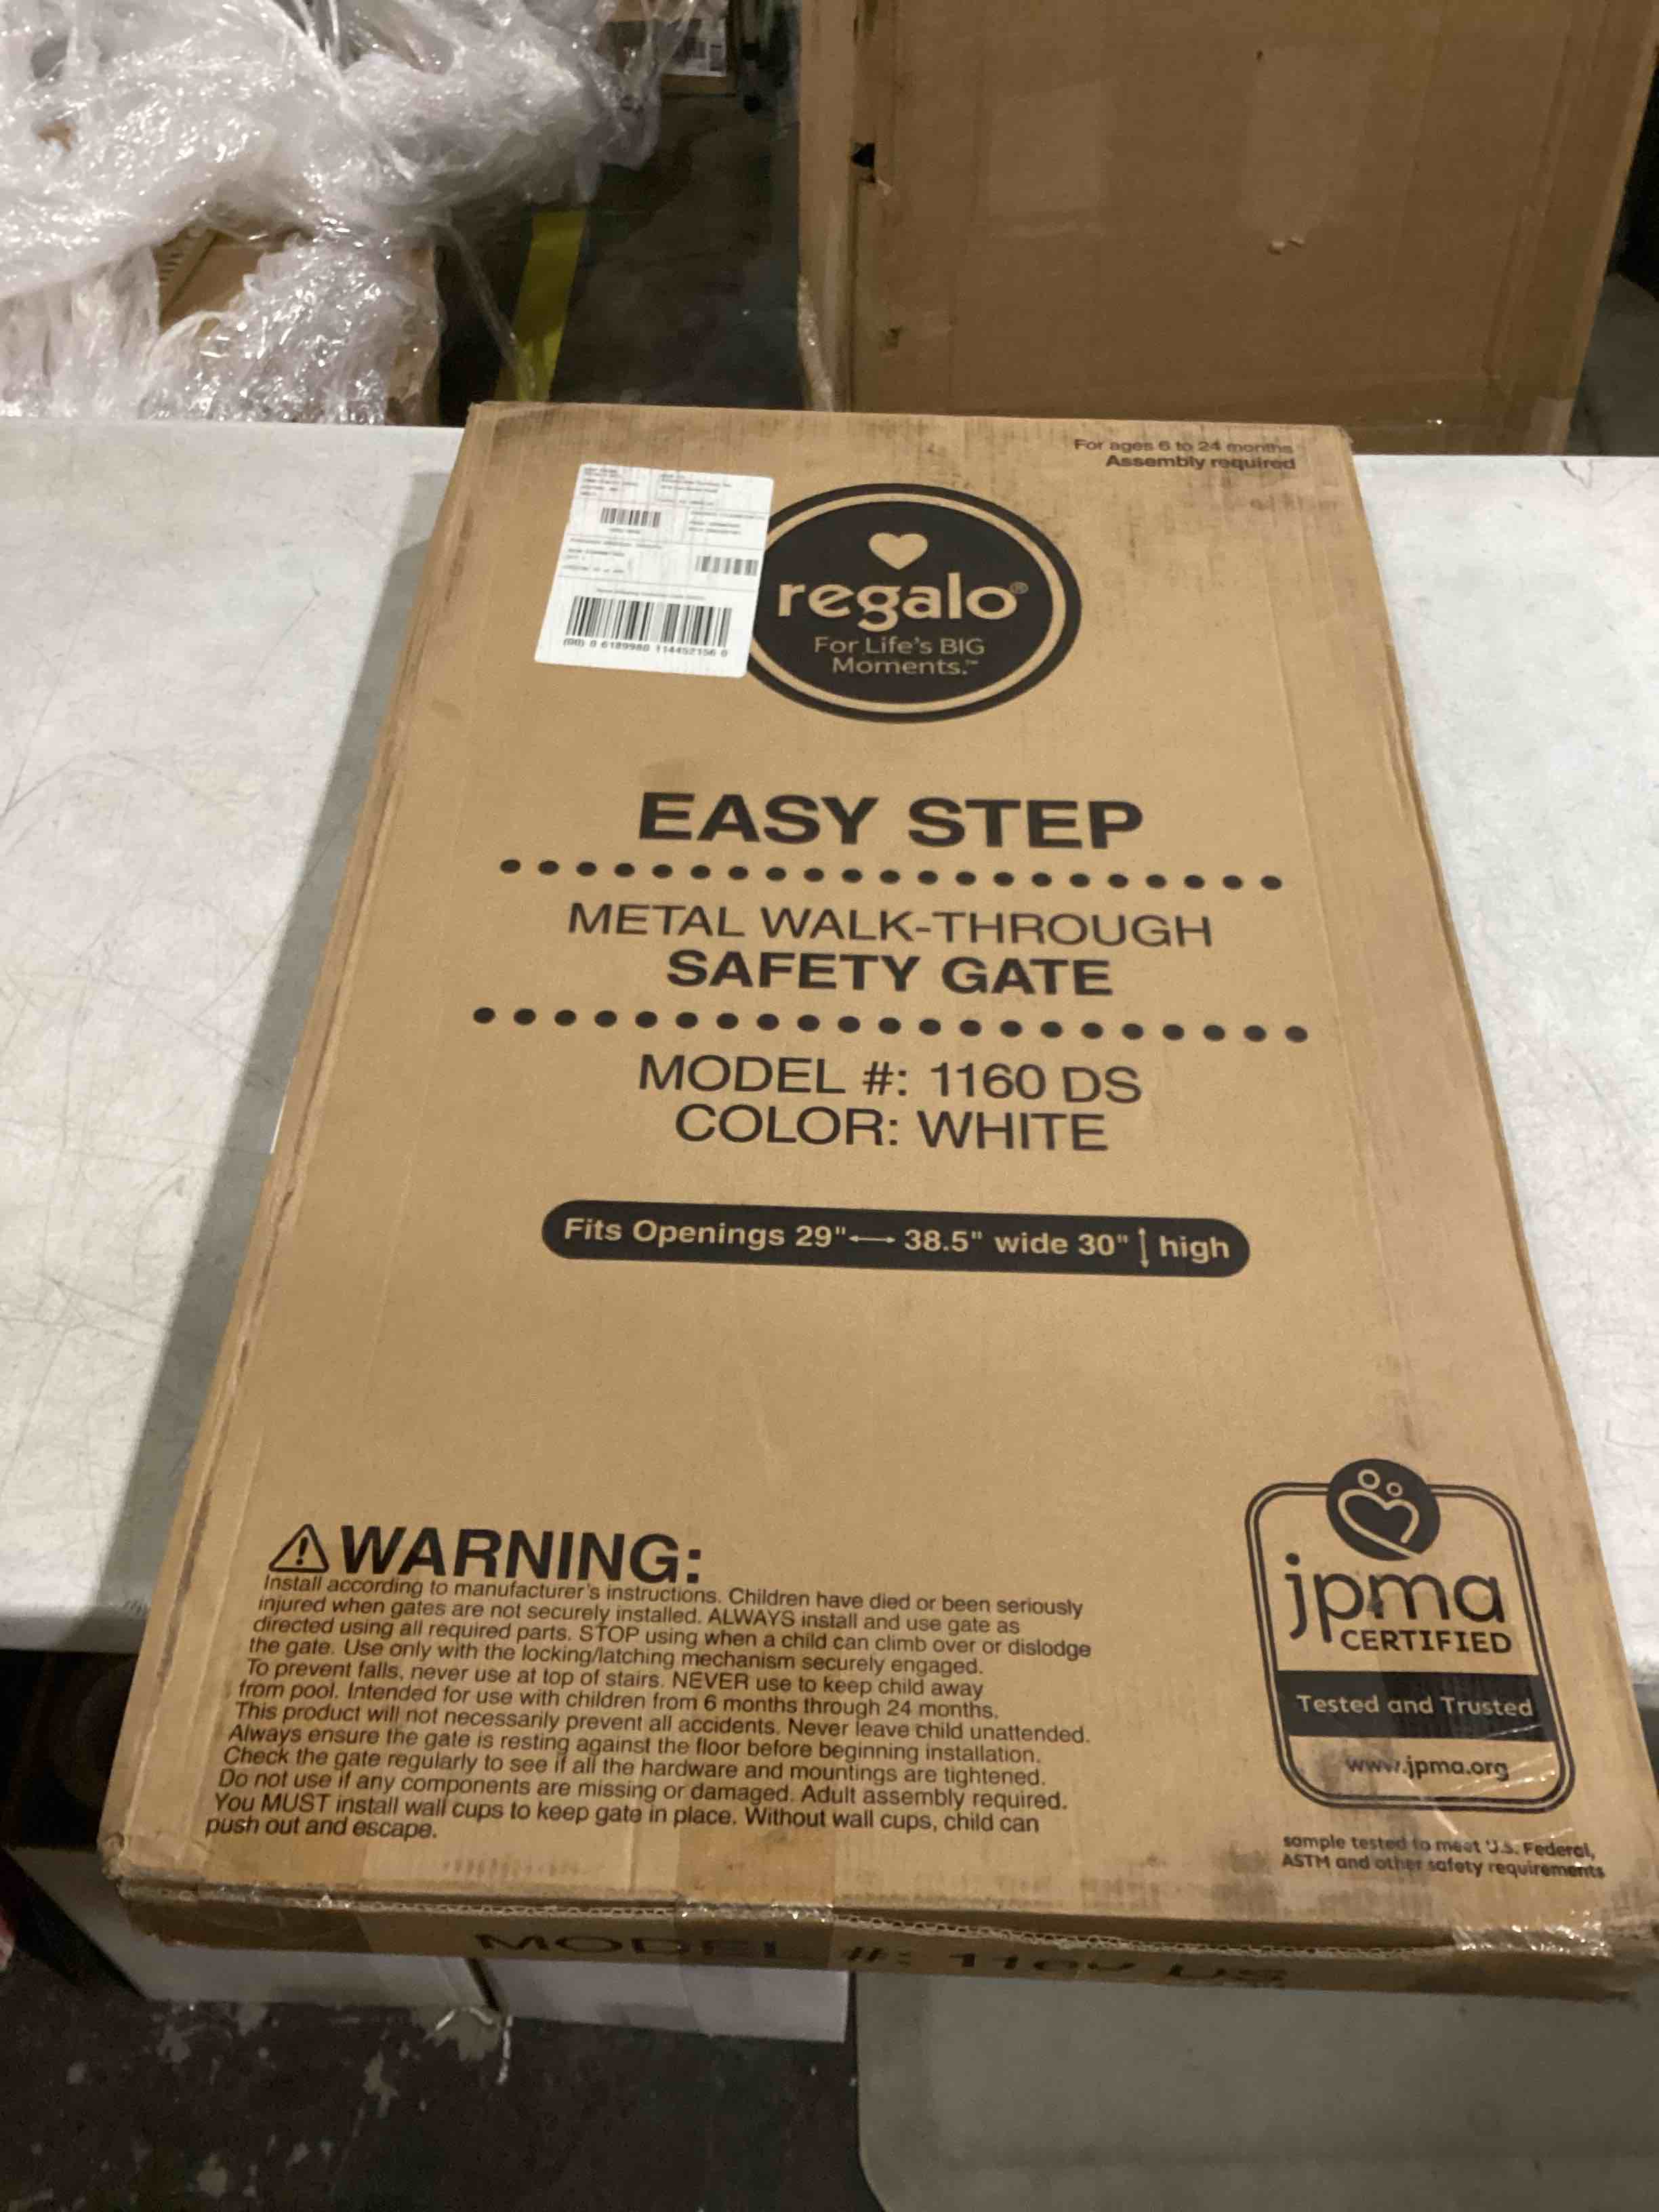 For ages 6 to 24 months
Assembly required
regalo®
For Life's BIG
Moments.™
(00) 0 6189980 114452156 0
EASY STEP
METAL WALK-THROUGH
SAFETY GATE
MODEL #: 1160 DS
COLOR: WHITE
Fits Openings 29" 38.5" wide 30" high
WARNING:
Install according to manufacturer's instructions. Children have died or been seriously
injured when gates are not securely installed. ALWAYS install and use gate as
directed using all required parts. STOP using when a child can climb over or dislodge
the gate. Use only with the locking/latching mechanism securely engaged.
To prevent falls, never use at top of stairs. NEVER use to keep child away
from pool. Intended for use with children from 6 months through 24 months.
This product will not necessarily prevent all accidents. Never leave child unattended.
Always ensure the gate is resting against the floor before beginning installation.
Check the gate regularly to see if all the hardware and mountings are tightened.
Do not use if any components are missing or damaged. Adult assembly required.
You MUST install wall cups to keep gate in place. Without wall cups, child can
push out and escape.
jpma
CERTIFIED
Tested and Trusted
www.jpma.org
sample tested to meet U.S. Federal,
ASTM and other safety requirements
MODEL #: 1160 DS